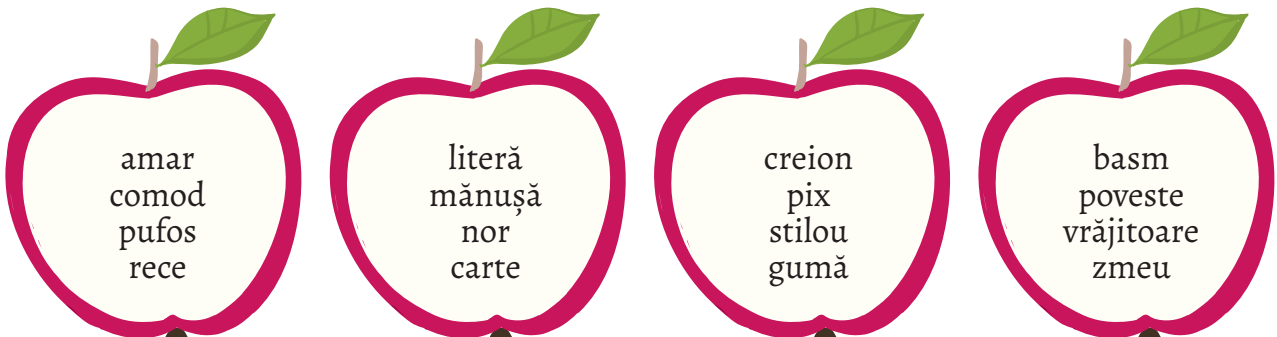 amar
comod
pufos
rece
literă
mănușă
nor
carte
creion
pix
stilou
gumă
basm
poveste
vrăjitoare
zmeu